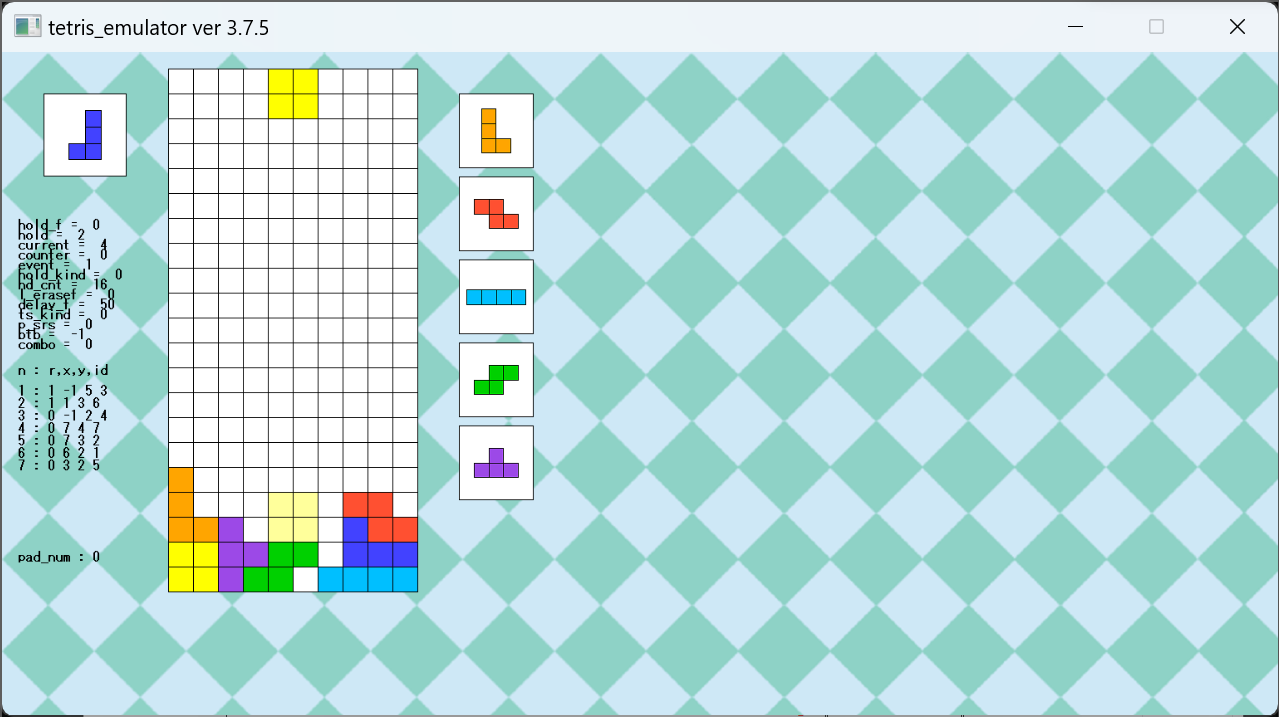 tetris_emulator ver 3.7.5
hold_f = 0
hold = 2
current = 4
counter = 0
event = 1
hold_kind = 0
nd_cnt = 16
l_erasef = 0
delay_f = 50
ts_kind = 0
p_srs = 0
btb = -1
combo = 0
n : r,x,y,id
1 : 1 -1 5 3
2 : 1 1 3 6
3 : 0 -1 2 4
4 : 0 7 4 7
5 : 0 7 3 2
6 : 0 6 2 1
7 : 0 3 2 5
pad_num : 0